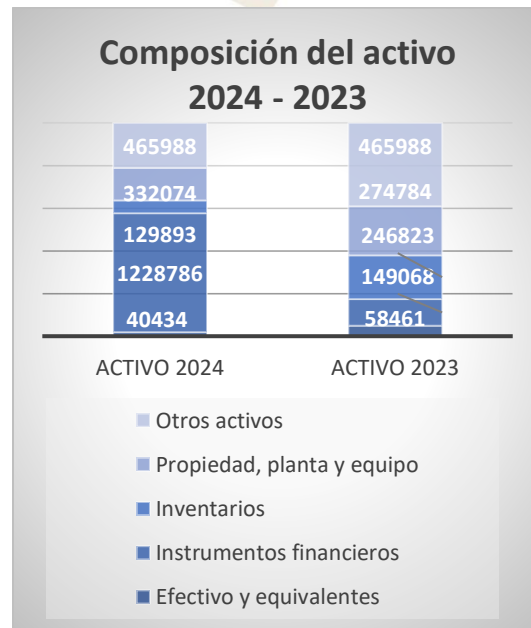 Composición del activo
2024 - 2023
465988
332074
129893
1228786
40434
465988
274784
246823
149068
58461
ACTIVO 2024
ACTIVO 2023
Otros activos
Propiedad, planta y equipo
Inventarios
Instrumentos financieros
Efectivo y equivalentes